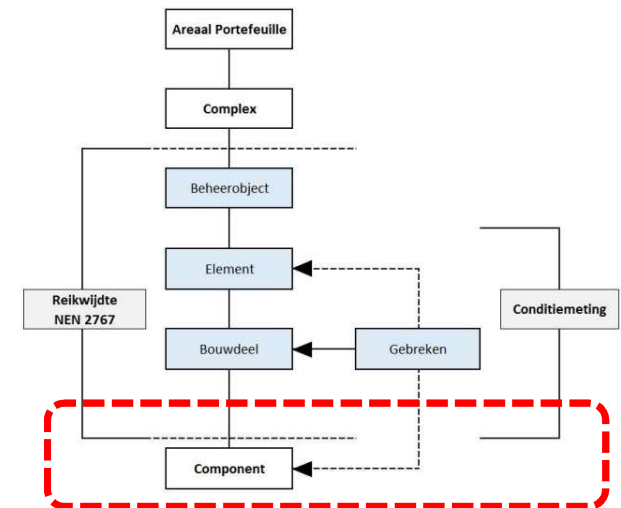 Areaal Portefeuille
Complex
Beheerobject
Element
Reikwijdte
NEN 2767
Conditiemeting
Bouwdeel
Gebreken
Component